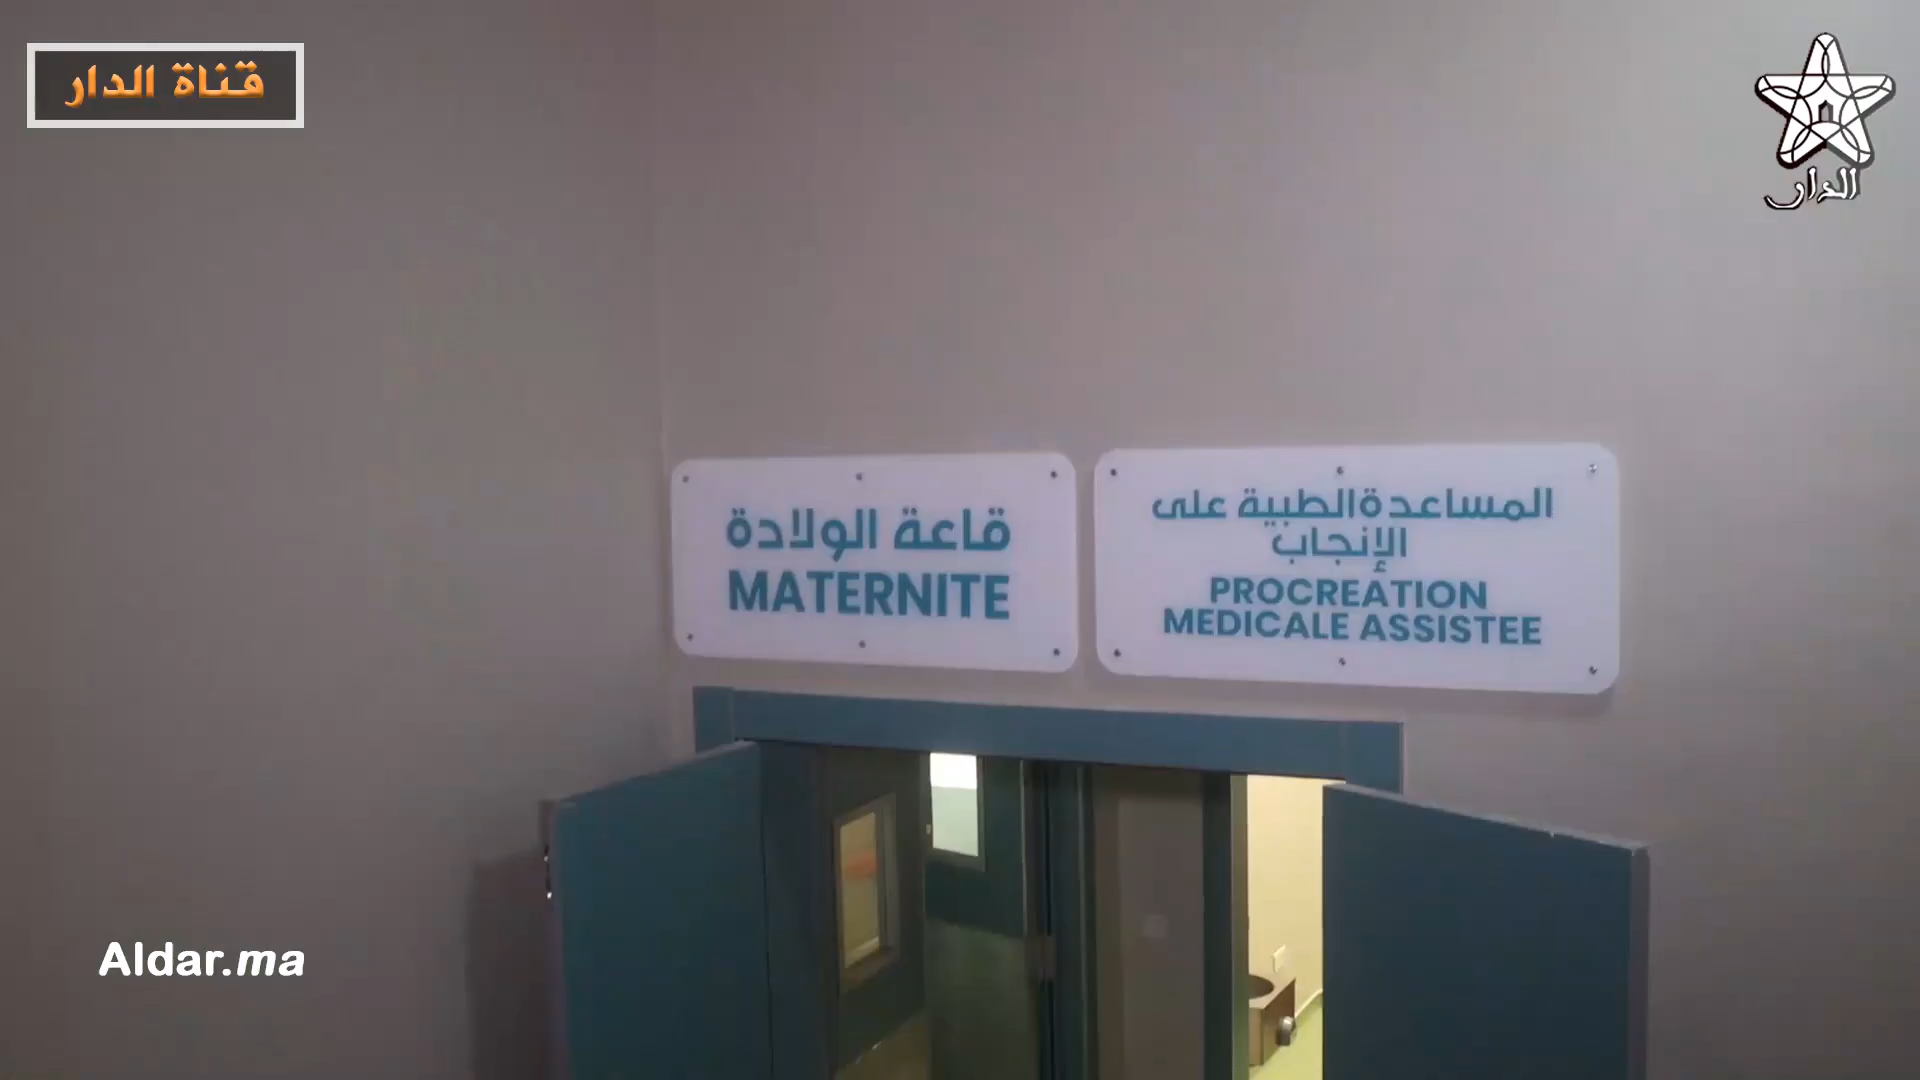 قناة الدار
الدار
قاعة الولادة
MATERNITE
المساعدة الطبية على
الإنجاب
PROCREATION
MEDICALE ASSISTEE
Aldar.ma